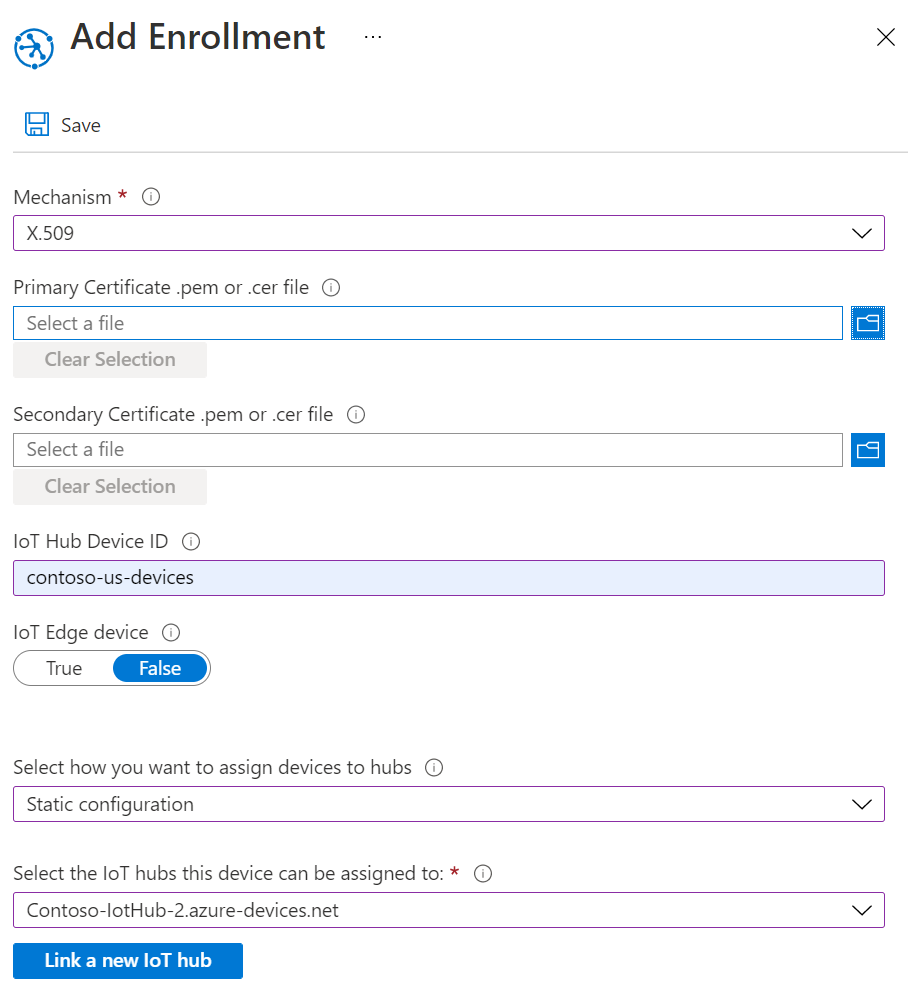 Add Enrollment ...
Save
Mechanism *
X.509
Primary Certificate .pem or .cer file
Select a file
Clear Selection
Secondary Certificate .pem or .cer file
Select a file
Clear Selection
IoT Hub Device ID
contoso-us-devices
IoT Edge device
True False
Select how you want to assign devices to hubs
Static configuration
Select the IoT hubs this device can be assigned to: *
Contoso-IotHub-2.azure-devices.net
Link a new IoT hub